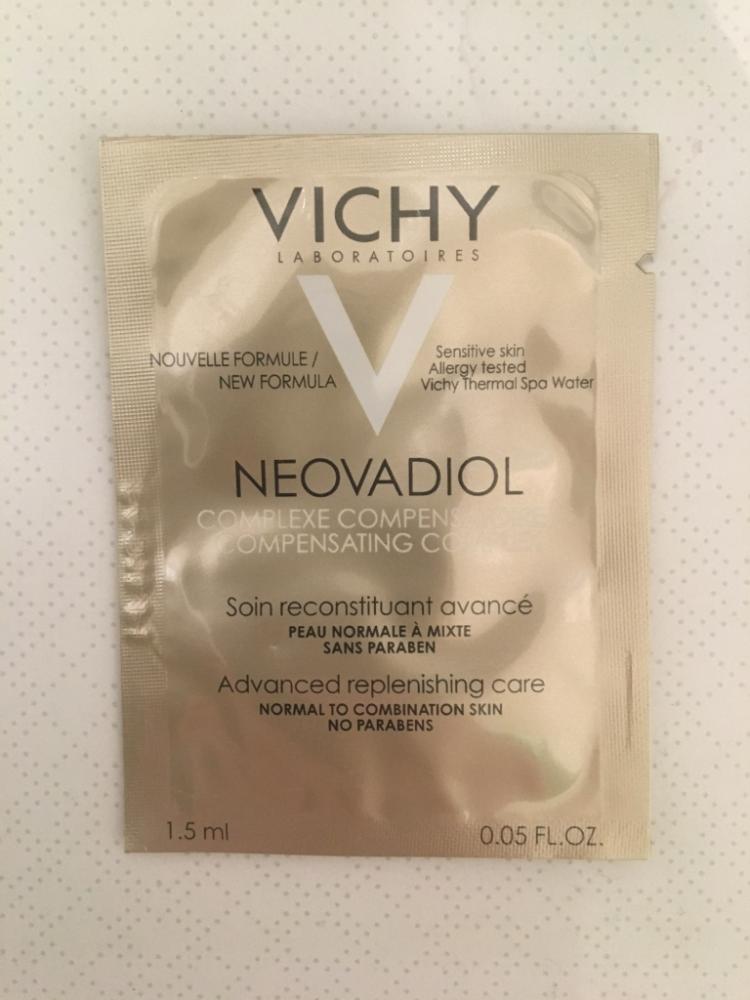 VICHY
LABORATOIRES
NOUVELLE FORMULE /
NEW FORMULA
Sensitive skin
Allergy tested
Vichy Thermal Spa Water
V
NEOVADIOL
COMPLEXE
COMPENSATING
Soin reconstituant avancé
PEAU NORMALE À MIXTE
SANS PARABEN
Advanced replenishing care
NORMAL TO COMBINATION SKIN
NO PARABENS
1.5 ml
0.05 FL.OZ.